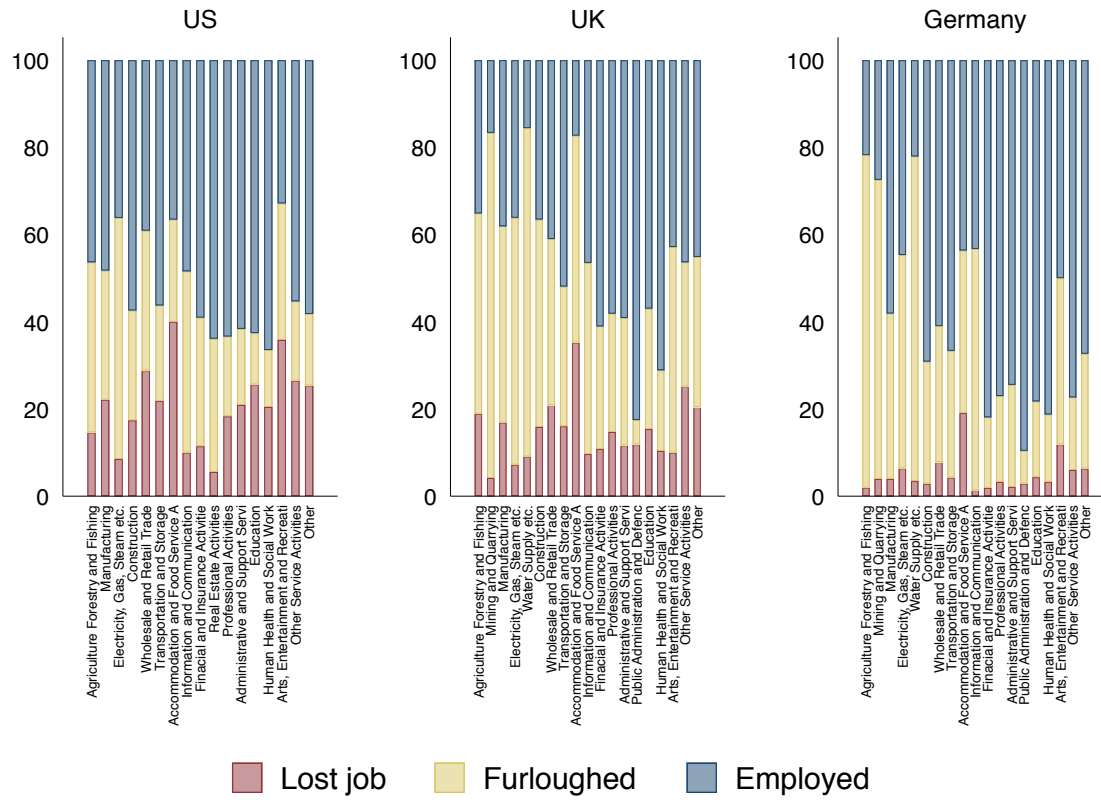 US
UK
Germany
100
80
60
40
20
0
Agriculture Forestry and Fishing
Manufacturing
Electricity, Gas, Steam etc.
Construction
Wholesale and Retail Trade
Transportation and Storage
Accommodation and Food Service A
Information and Communication
Finacial and Insurance Activitie
Real Estate Activities
Professional Activities
Administrative and Support Servi
Education
Human Health and Social Work
Arts, Entertainment and Recreati
Other Service Activities
Other
100
80
60
40
20
0
Agriculture Forestry and Fishing
Mining and Quarrying
Manufacturing
Electricity, Gas, Steam etc.
Water Supply etc.
Construction
Wholesale and Retail Trade
Transportation and Storage
Accommodation and Food Service A
Information and Communication
Finacial and Insurance Activitie
Professional Activities
Administrative and Support Servi
Public Administration and Defenc
Education
Human Health and Social Work
Arts, Entertainment and Recreati
Other Service Activities
Other
100
80
60
40
20
0
Agriculture Forestry and Fishing
Mining and Quarrying
Manufacturing
Electricity, Gas, Steam etc.
Water Supply etc.
Construction
Wholesale and Retail Trade
Transportation and Storage
Accommodation and Food Service A
Information and Communication
Finacial and Insurance Activitie
Professional Activities
Administrative and Support Servi
Public Administration and Defenc
Education
Human Health and Social Work
Arts, Entertainment and Recreati
Other Service Activities
Other
Lost job
Furloughed
Employed